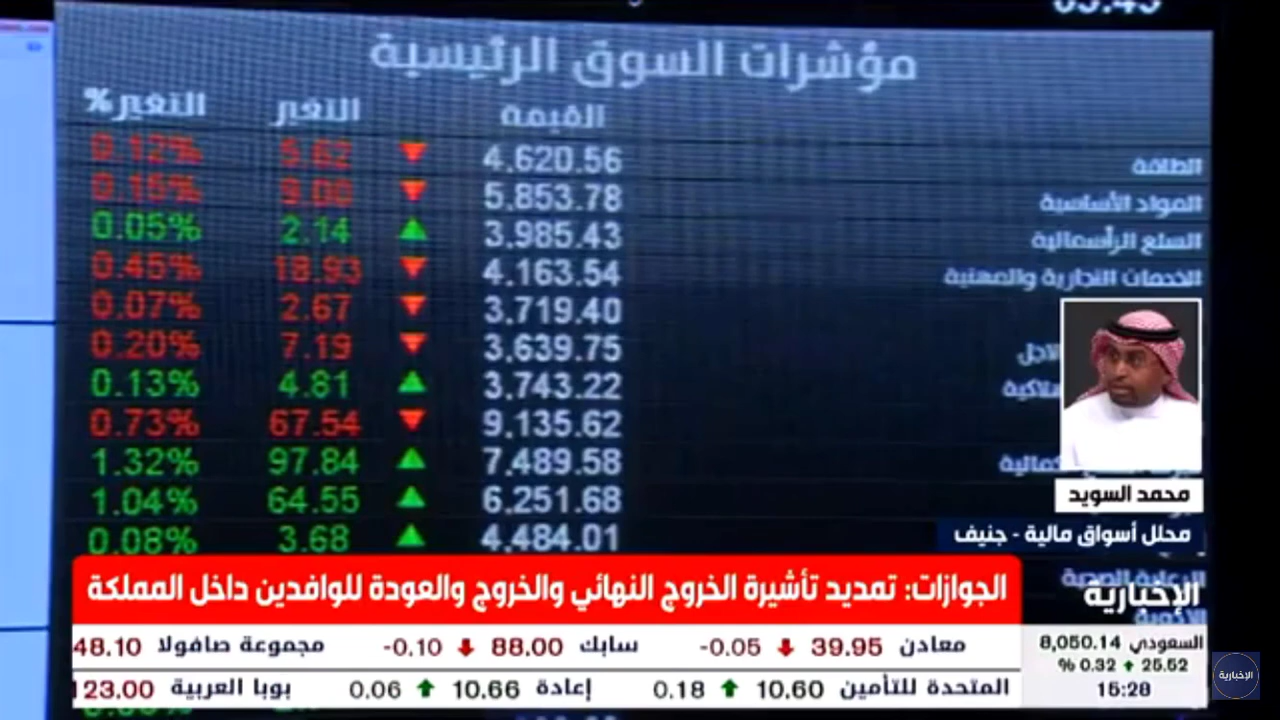 مؤشرات السوق الرئيسية
القيمة التغير التغير%
الطاقة 4.620.56 5.62 0.12%
المواد الأساسية 5.853.78 9.00 0.15%
السلع الرأسمالية 3.985.43 2.14 0.05%
الخدمات التجارية والمهنية 4.163.54 18.93 0.45%
3.719.40 2.67 0.07%
3.639.75 7.19 0.20%
3.743.22 4.81 0.13%
9.135.62 67.54 0.73%
7.489.58 97.84 1.32%
6.251.68 64.55 1.04%
4.484.01 3.68 0.08%
محمد السويد
محلل أسواق مالية - جنيف
الرعاية الصحية
الجوازات: تمديد تأشيرة الخروج النهائي والخروج والعودة للوافدين داخل المملكة
الإخبارية
السعودي 8,050.14
25.52 0.32 %
15:28
معادن 39.95 -0.05 سابك 88.00 -0.10 مجموعة صافولا 48.10
المتحدة للتأمين 10.60 0.18 إعادة 10.66 0.06 بوبا العربية 123.00
الإخبارية